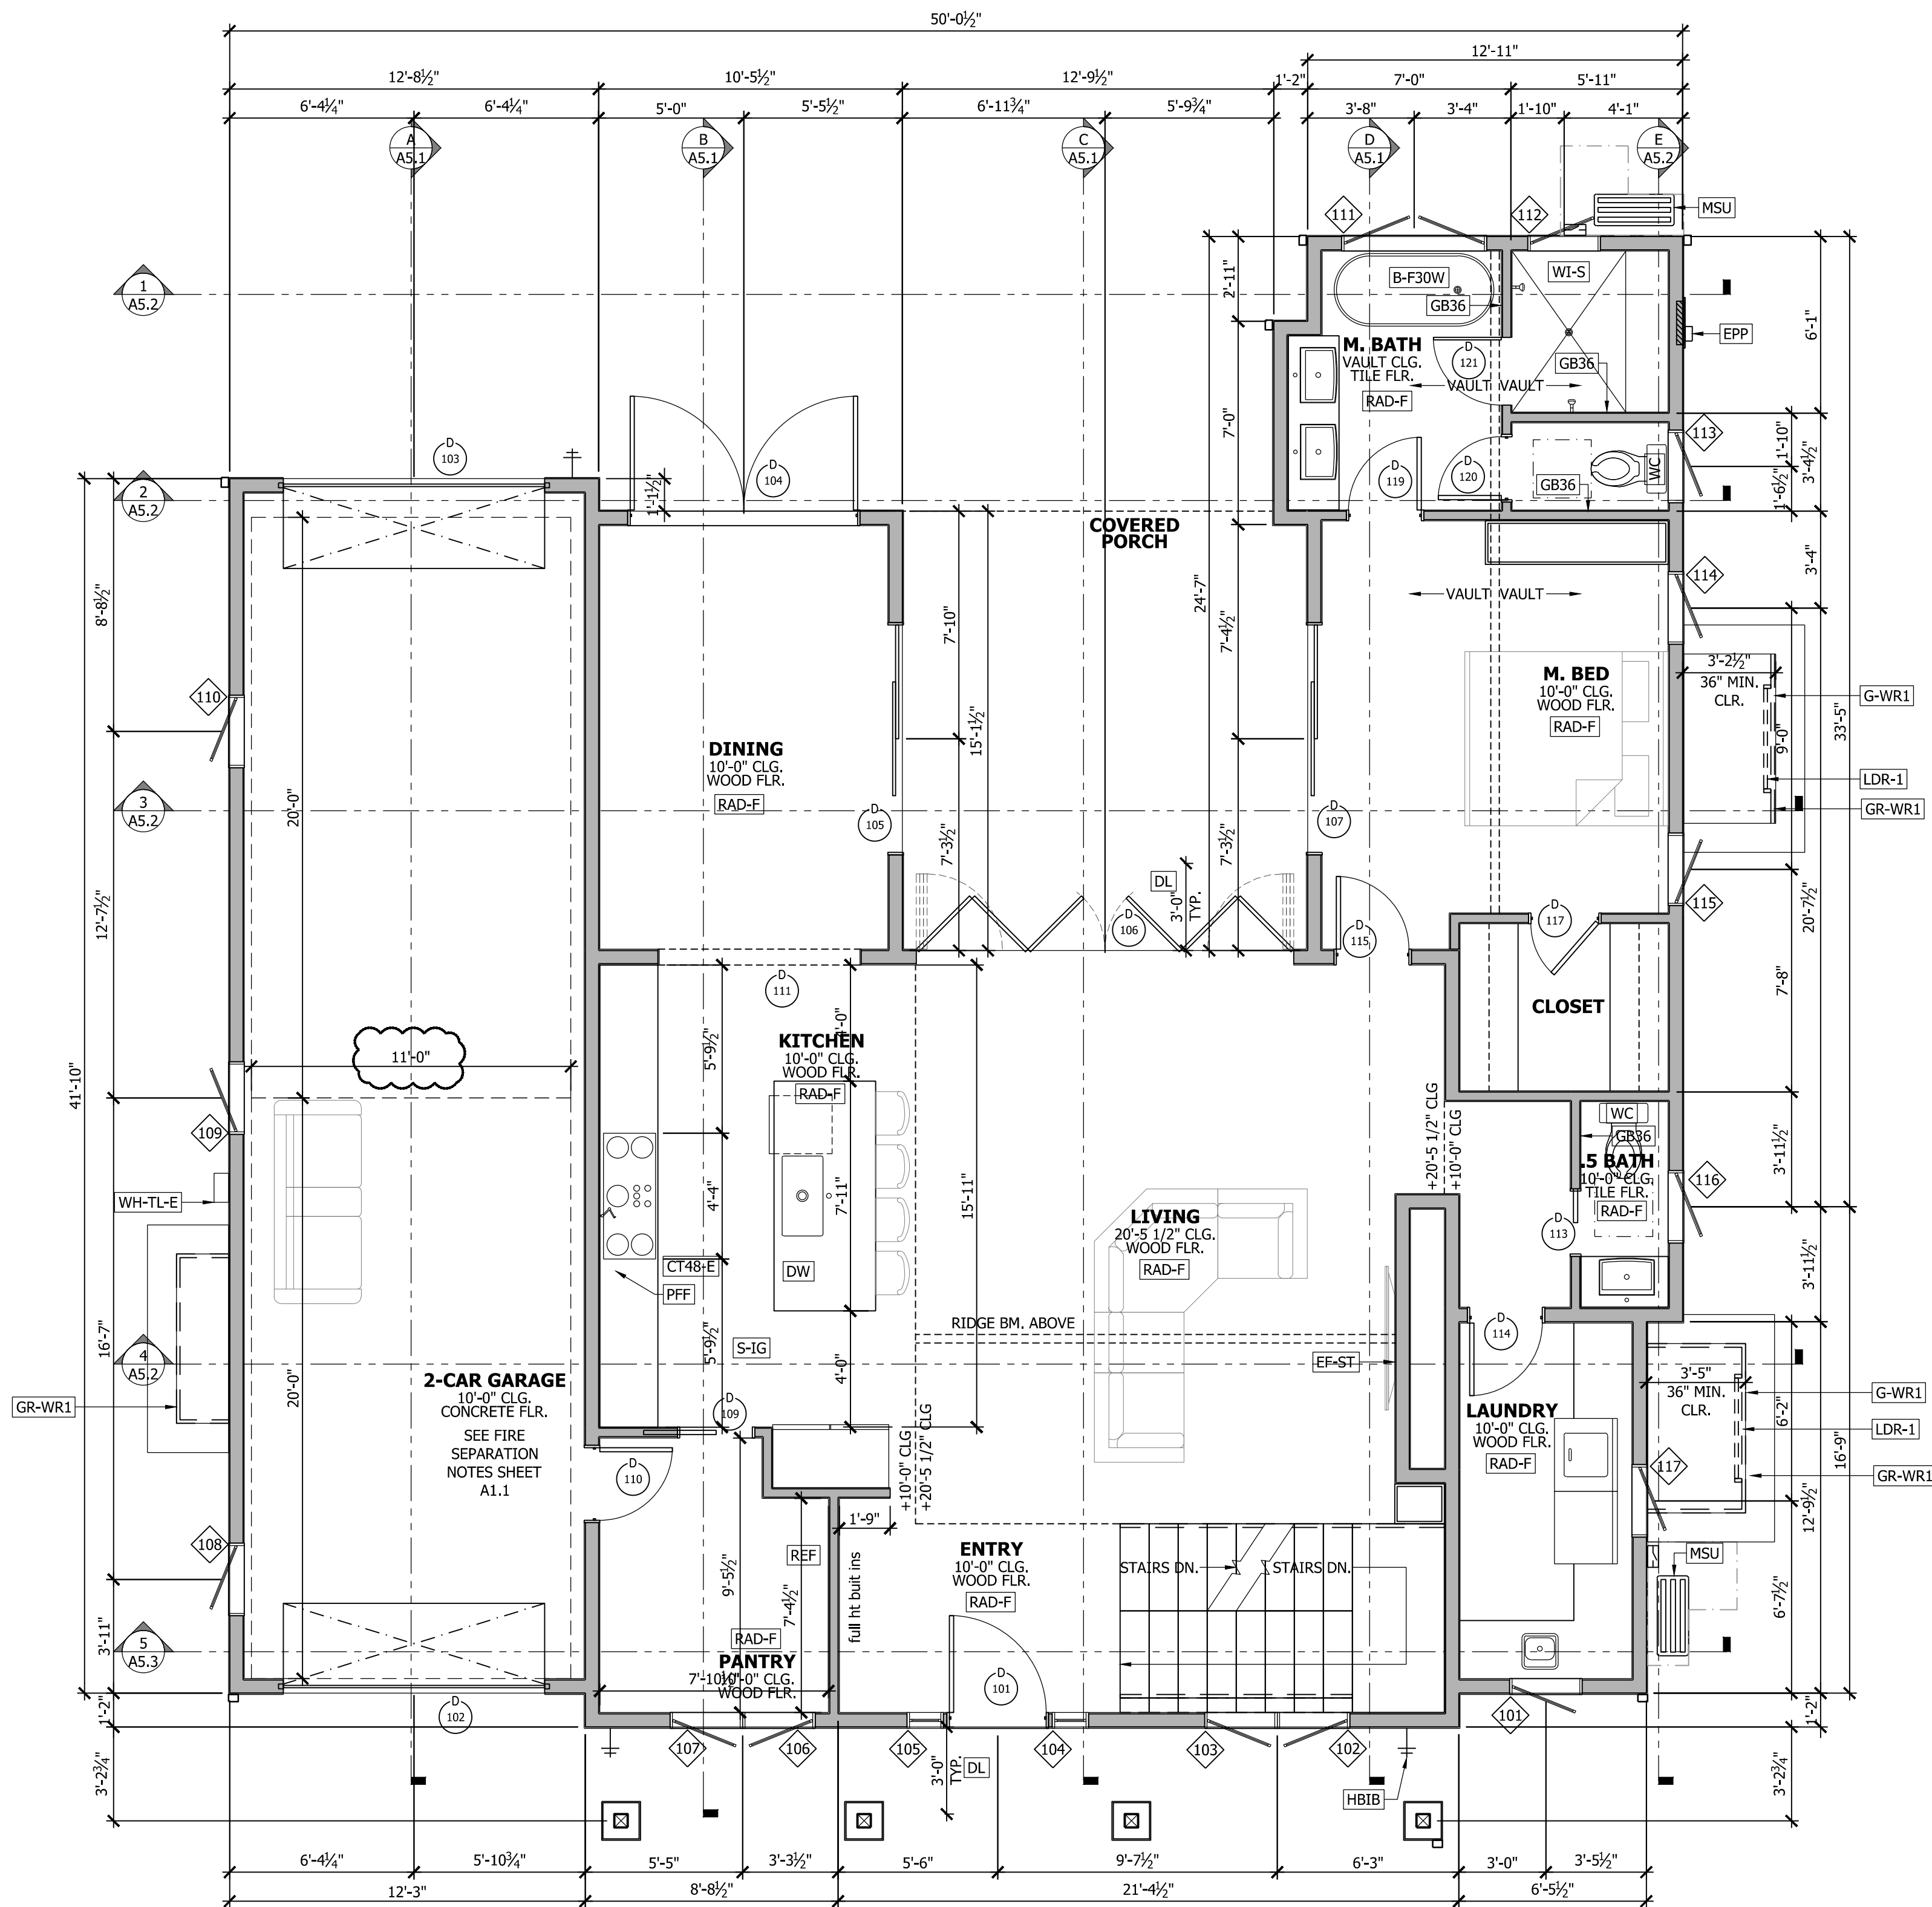 50'-0½"
12'-11"
12'-8½"
10'-5½"
12'-9½"
1'-2"
7'-0"
5'-11"
6'-4¼"
6'-4¼"
5'-0"
5'-5½"
6'-11¾"
5'-9¾"
3'-8"
3'-4"
1'-10"
4'-1"
A
A5.1
B
A5.1
C
A5.1
D
A5.1
E
A5.2
111
112
MSU
1
A5.2
2'-11"
B-F30W
WI-S
GB36
EPP
6'-1"
M. BATH
VAULT CLG.
TILE FLR.
RAD-F
D
121
GB36
VAULT VAULT
7'-0"
113
1'-10"
3'-4½"
1'-6½"
D
103
D
104
D
119
D
120
GB36
WC
2
A5.2
1'-1½"
COVERED
PORCH
114
3'-4"
VAULT VAULT
8'-8½"
24'-7"
7'-10"
7'-4½"
15'-1½"
M. BED
10'-0" CLG.
WOOD FLR.
RAD-F
3'-2½"
36" MIN.
CLR.
G-WR1
33'-5"
9'-0"
110
DINING
10'-0" CLG.
WOOD FLR.
RAD-F
LDR-1
GR-WR1
3
A5.2
20'-0"
D
105
D
107
7'-3½"
7'-3½"
12'-7½"
DL
3'-0"
TYP.
D
106
D
115
D
117
115
20'-7½"
7'-8"
D
111
CLOSET
4'-0"
KITCHEN
10'-0" CLG.
WOOD FLR.
RAD-F
5'-9½"
11'-0"
41'-10"
109
+20'-5 1/2" CLG
+10'-0" CLG
WC
GB36
.5 BATH
10'-0" CLG.
TILE FLR.
RAD-F
3'-11½"
116
WH-TL-E
4'-4"
7'-11"
15'-11"
LIVING
20'-5 1/2" CLG.
WOOD FLR.
RAD-F
D
113
3'-11½"
CT48-E
DW
PFF
RIDGE BM. ABOVE
D
114
S-IG
5'-9½"
4'-0"
EF-ST
16'-7"
4
A5.2
20'-0"
2-CAR GARAGE
10'-0" CLG.
CONCRETE FLR.
SEE FIRE
SEPARATION
NOTES SHEET
A1.1
GR-WR1
D
109
D
110
3'-5"
36" MIN.
CLR.
G-WR1
LDR-1
GR-WR1
6'-2"
16'-9"
LAUNDRY
10'-0" CLG.
WOOD FLR.
RAD-F
117
+10'-0" CLG
+20'-5 1/2" CLG
1'-9"
12'-9½"
108
REF
ENTRY
10'-0" CLG.
WOOD FLR.
RAD-F
STAIRS DN.
STAIRS DN.
MSU
9'-5½"
7'-4½"
full ht buit ins
6'-7½"
3'-11"
5
A5.3
RAD-F
PANTRY
10'-0" CLG.
WOOD FLR.
7'-10½"
D
101
D
102
1'-2"
1'-2"
107
106
105
104
103
102
101
3'-2¾"
3'-0"
TYP.
DL
HBIB
3'-2¾"
6'-4¼"
5'-10¾"
5'-5"
3'-3½"
5'-6"
9'-7½"
6'-3"
3'-0"
3'-5½"
12'-3"
8'-8½"
21'-4½"
6'-5½"